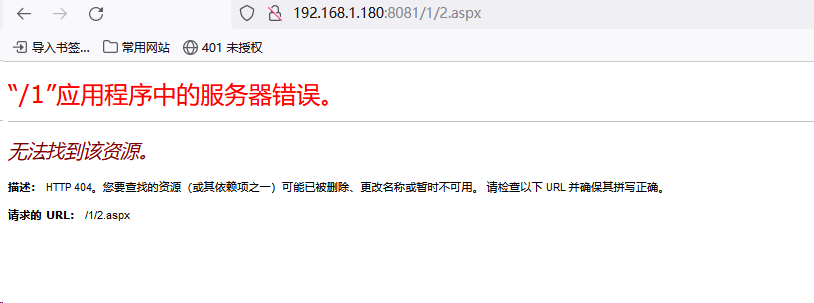 192.168.1.180:8081/1/2.aspx
导入书签... 常用网站 401 未授权
“/1”应用程序中的服务器错误。
无法找到该资源。
描述: HTTP 404。您要查找的资源（或其依赖项之一）可能已被删除、更改名称或暂时不可用。 请检查以下 URL 并确保其拼写正确。
请求的 URL: /1/2.aspx